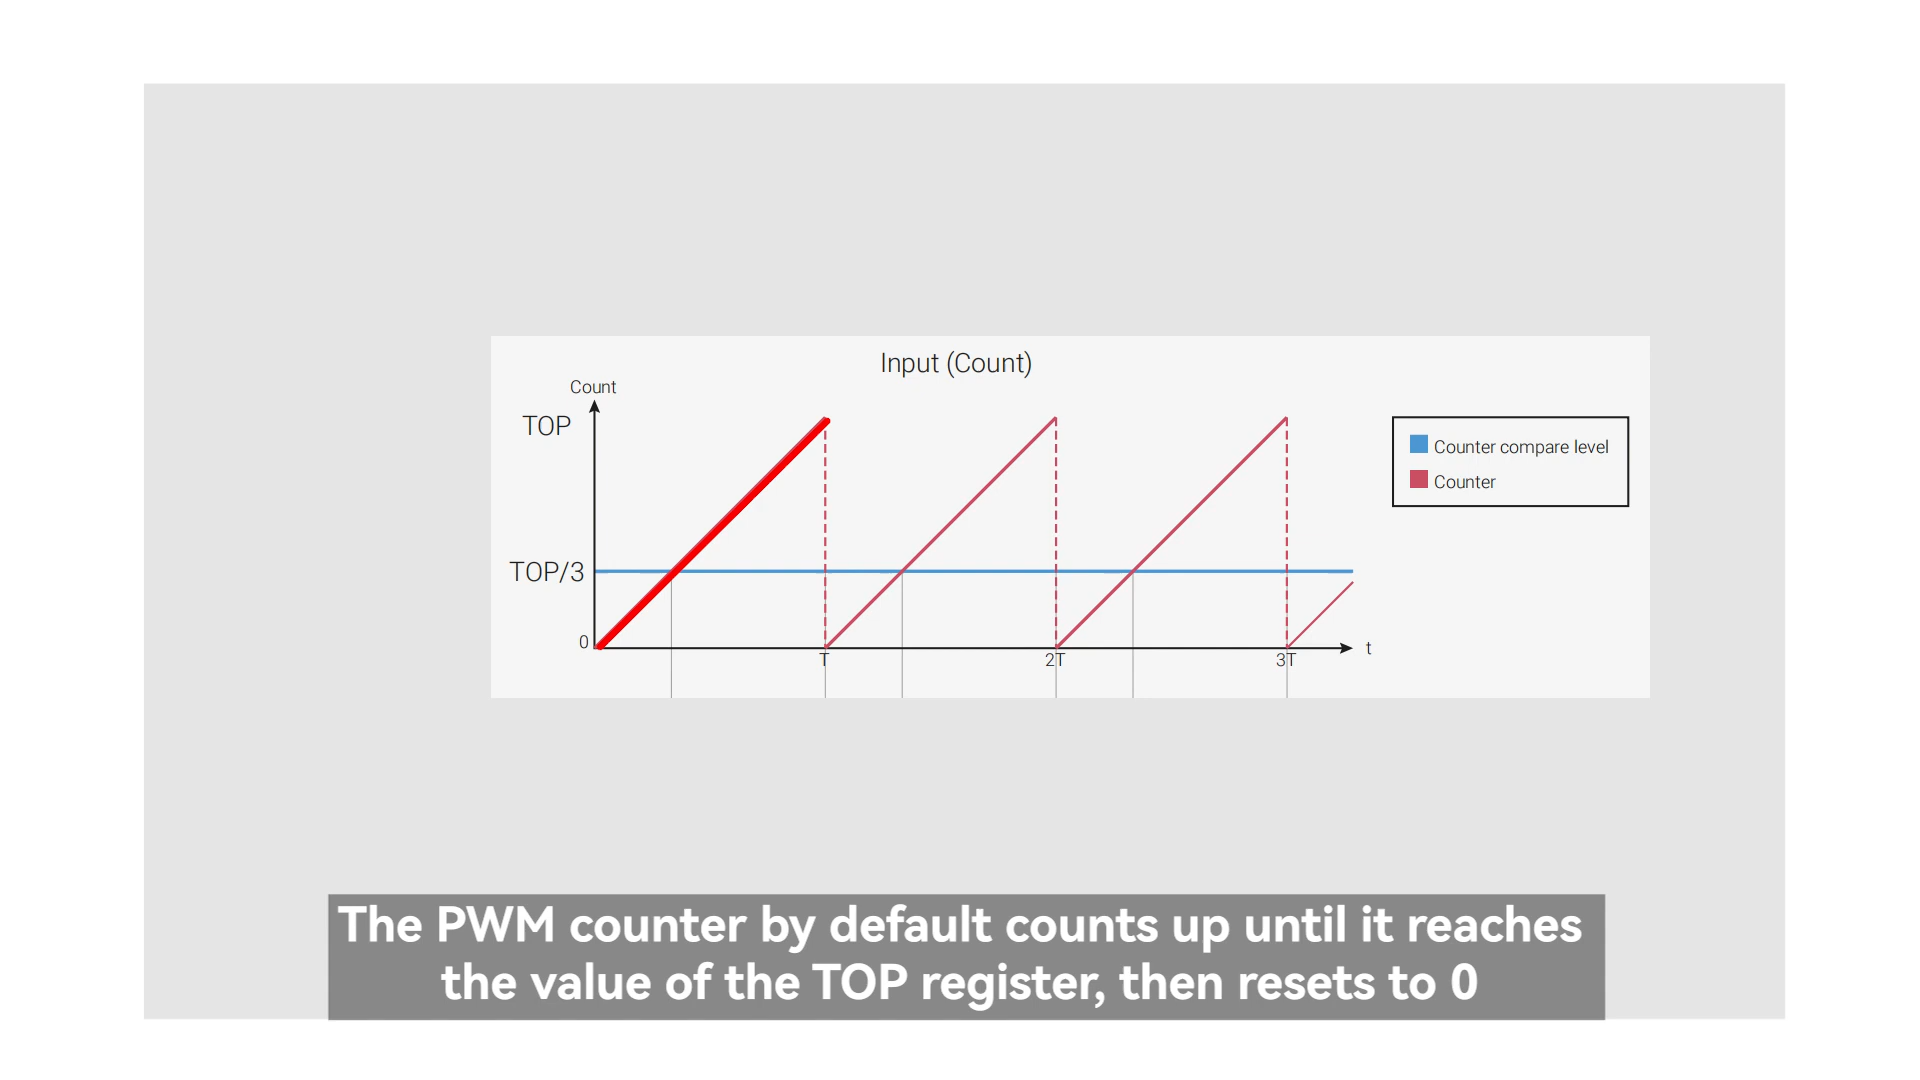 Input (Count)
Count
TOP
TOP/3
0
T
2T
3T
t
Counter compare level
Counter
The PWM counter by default counts up until it reaches
the value of the TOP register, then resets to 0